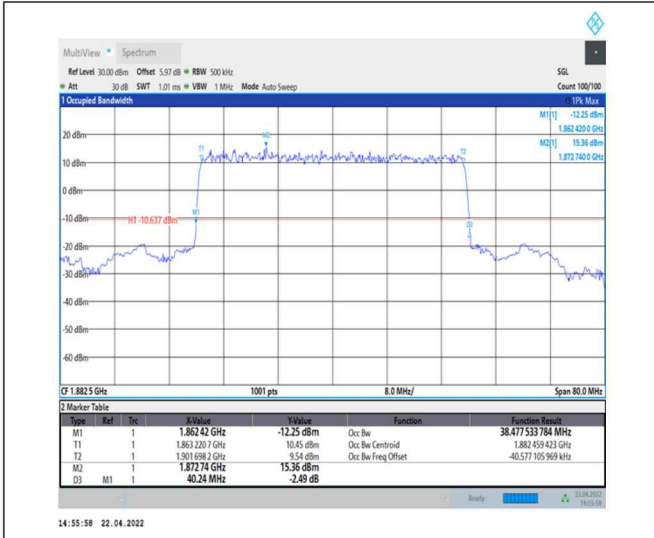 MultiView Spectrum
Ref Level 30.00 dBm Offset 5.97 dB RBW 500 kHz SGL
Att 30 dB SWT 1.01 ms VBW 1 MHz Mode Auto Sweep Count 100/100
1 Occupied Bandwidth 1Pk Max
M1[1] -12.25 dBm
1.862 420 0 GHz
M2[1] 15.36 dBm
1.872 740 0 GHz
20 dBm
M2
T1
T2
10 dBm
0 dBm
M1
-10 dBm
H1 -10.637 dBm
D3
-20 dBm
-30 dBm
-40 dBm
-50 dBm
-60 dBm
CF 1.882 5 GHz 1001 pts 8.0 MHz/ Span 80.0 MHz
2 Marker Table
Type Ref Trc X-Value Y-Value Function Function Result
M1 1 1.862 42 GHz -12.25 dBm Occ Bw 38.477 533 784 MHz
T1 1 1.863 220 7 GHz 10.45 dBm Occ Bw Centroid 1.882 459 423 GHz
T2 1 1.901 698 2 GHz 9.54 dBm Occ Bw Freq Offset -40.577 105 969 kHz
M2 1 1.872 74 GHz 15.36 dBm
D3 M1 1 40.24 MHz -2.49 dB
Ready 22.04.2022
14:55:58
14:55:58 22.04.2022